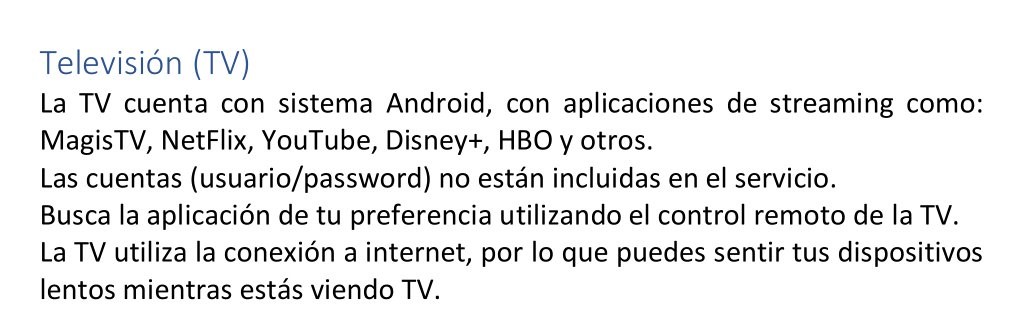 Televisión (TV)
La TV cuenta con sistema Android, con aplicaciones de streaming como:
MagisTV, NetFlix, YouTube, Disney+, HBO y otros.
Las cuentas (usuario/password) no están incluidas en el servicio.
Busca la aplicación de tu preferencia utilizando el control remoto de la TV.
La TV utiliza la conexión a internet, por lo que puedes sentir tus dispositivos
lentos mientras estás viendo TV.